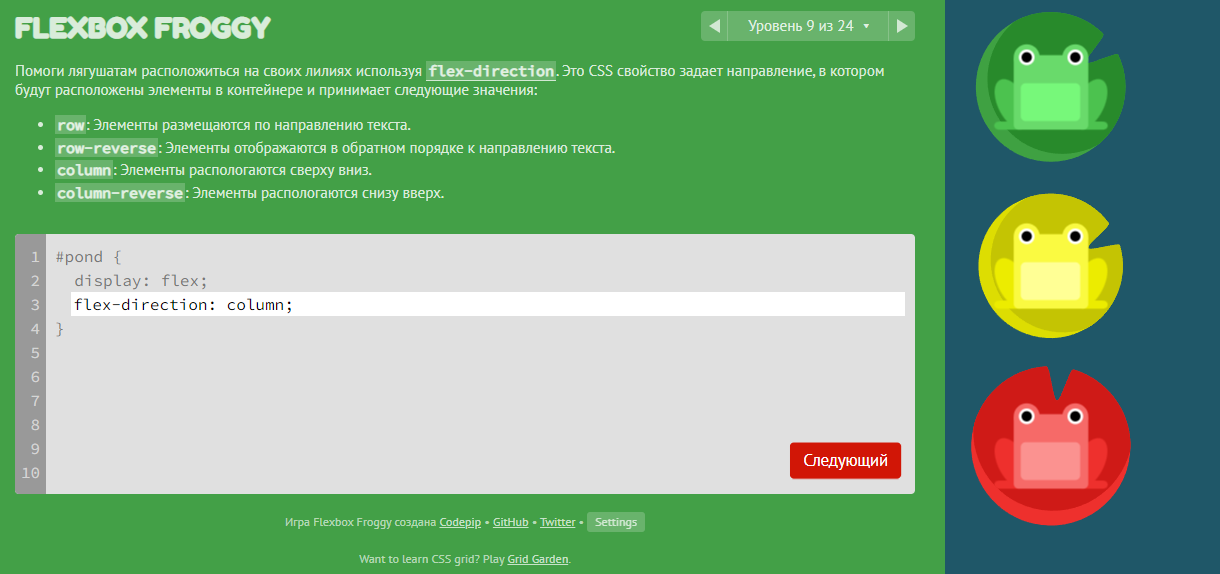 FLEXBOX FROGGY
Уровень 9 из 24
Помоги лягушатам расположиться на своих лилиях используя flex-direction. Это CSS свойство задает направление, в котором
будут расположены элементы в контейнере и принимает следующие значения:
• row: Элементы размещаются по направлению текста.
• row-reverse: Элементы отображаются в обратном порядке к направлению текста.
• column: Элементы распологаются сверху вниз.
• column-reverse: Элементы распологаются снизу вверх.
1 #pond {
2 display: flex;
3 flex-direction: column;
4 }
5
6
7
8
9
10
Следующий
Игра Flexbox Froggy создана Codepip • GitHub • Twitter • Settings
Want to learn CSS grid? Play Grid Garden.